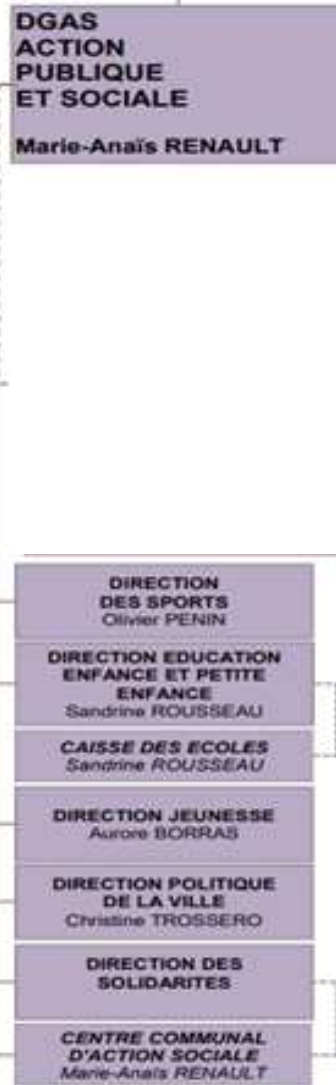 DGAS
ACTION
PUBLIQUE
ET SOCIALE
Marie-Anaïs RENAULT
DIRECTION
DES SPORTS
Olivier PENIN
DIRECTION EDUCATION
ENFANCE ET PETITE
ENFANCE
Sandrine ROUSSEAU
CAISSE DES ECOLES
Sandrine ROUSSEAU
DIRECTION JEUNESSE
Aurore BORRAS
DIRECTION POLITIQUE
DE LA VILLE
Christine TROSSERO
DIRECTION DES
SOLIDARITES
CENTRE COMMUNAL
D'ACTION SOCIALE
Marie-Anaïs RENAULT